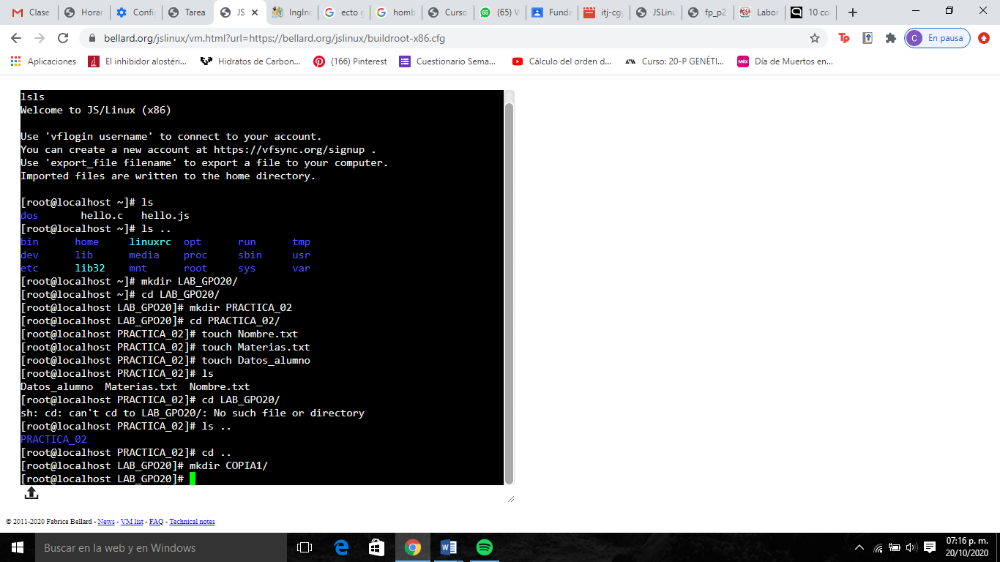 Clase
Horar
Config
Tarea
JS
IngInc
ecto g
homb
Curso
(65) W
Funda
itj-cgy
JSLinu
fp_p2
Labor
10 co
bellard.org/jslinux/vm.html?url=https://bellard.org/jslinux/buildroot-x86.cfg
C En pausa
Aplicaciones
El inhibidor alostéri...
Hidratos de Carbon...
(166) Pinterest
Cuestionario Sema...
Cálculo del orden d...
Curso: 20-P GENÉTI...
Día de Muertos en...
lsls
Welcome to JS/Linux (x86)
Use 'vflogin username' to connect to your account.
You can create a new account at https://vfsync.org/signup .
Use 'export_file filename' to export a file to your computer.
Imported files are written to the home directory.
[root@localhost ~]# ls
dos       hello.c   hello.js
[root@localhost ~]# ls ..
bin      home     linuxrc  opt      run      tmp
dev      lib      media    proc     sbin     usr
etc      lib32    mnt      root     sys      var
[root@localhost ~]# mkdir LAB_GPO20/
[root@localhost ~]# cd LAB_GPO20/
[root@localhost LAB_GPO20]# mkdir PRACTICA_02
[root@localhost LAB_GPO20]# cd PRACTICA_02/
[root@localhost PRACTICA_02]# touch Nombre.txt
[root@localhost PRACTICA_02]# touch Materias.txt
[root@localhost PRACTICA_02]# touch Datos_alumno
[root@localhost PRACTICA_02]# ls
Datos_alumno  Materias.txt  Nombre.txt
[root@localhost PRACTICA_02]# cd LAB_GPO20/
sh: cd: can't cd to LAB_GPO20/: No such file or directory
[root@localhost PRACTICA_02]# ls ..
PRACTICA_02
[root@localhost PRACTICA_02]# cd ..
[root@localhost LAB_GPO20]# mkdir COPIA1/
[root@localhost LAB_GPO20]#
© 2011-2020 Fabrice Bellard - News - VM list - FAQ - Technical notes
Buscar en la web y en Windows
07:16 p. m.
20/10/2020